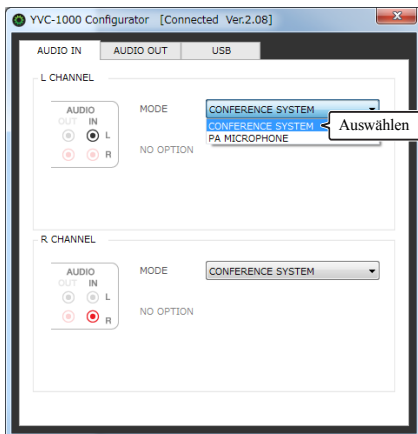 YVC-1000 Configurator [Connected Ver.2.08]
AUDIO IN AUDIO OUT USB
L CHANNEL
AUDIO
OUT IN
L
R
MODE
CONFERENCE SYSTEM
CONFERENCE SYSTEM
PA MICROPHONE
Auswählen
NO OPTION
R CHANNEL
AUDIO
OUT IN
L
R
MODE
CONFERENCE SYSTEM
NO OPTION